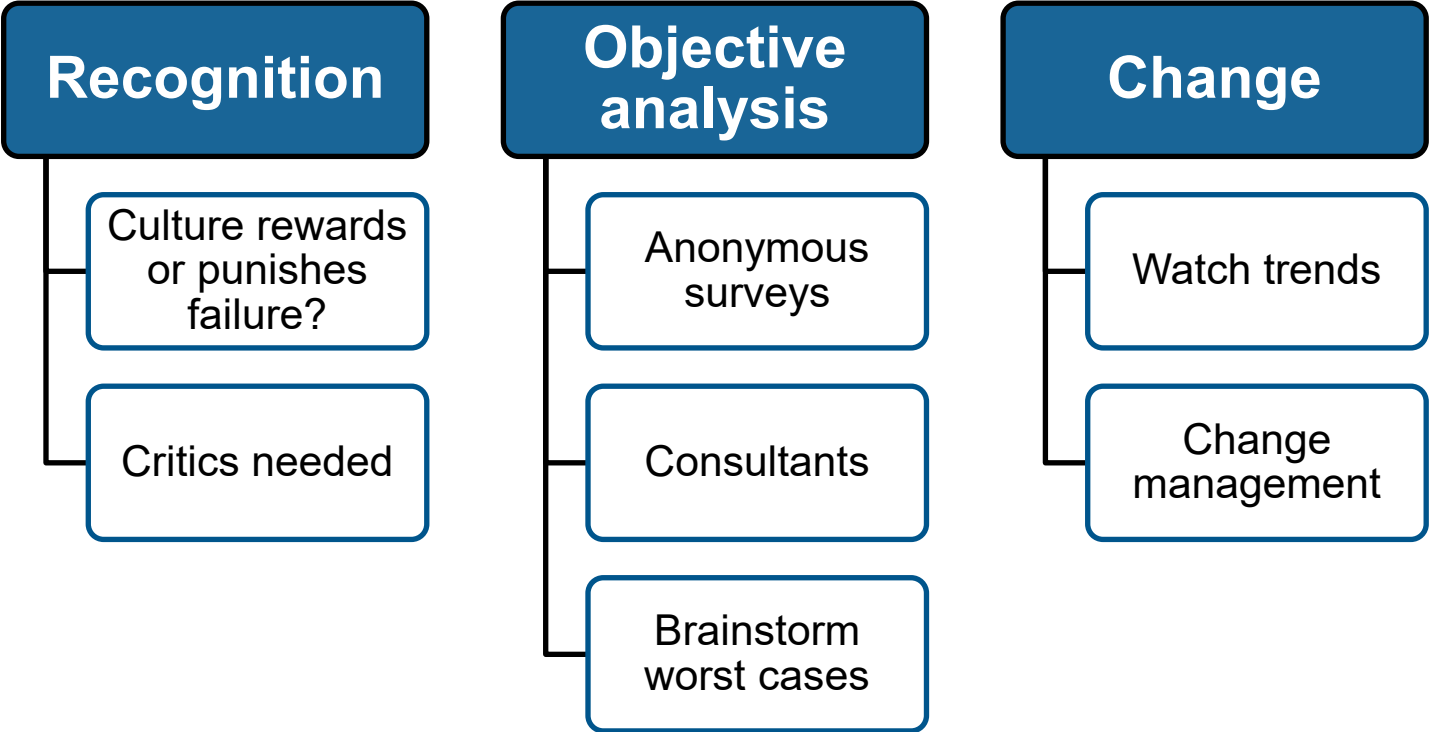 Recognition
Culture rewards
or punishes
failure?
Critics needed
Objective
analysis
Anonymous
surveys
Consultants
Brainstorm
worst cases
Change
Watch trends
Change
management